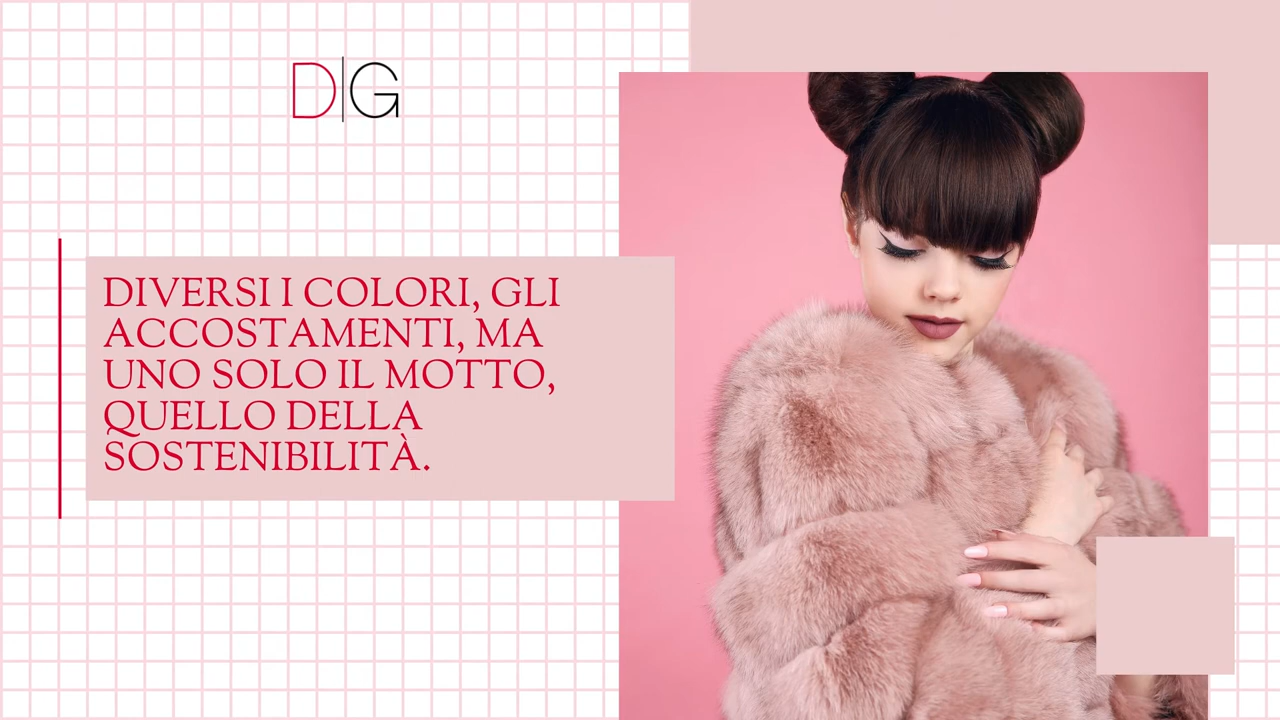 D|G
DIVERSI I COLORI, GLI
ACCOSTAMENTI, MA
UNO SOLO IL MOTTO,
QUELLO DELLA
SOSTENIBILITÀ.